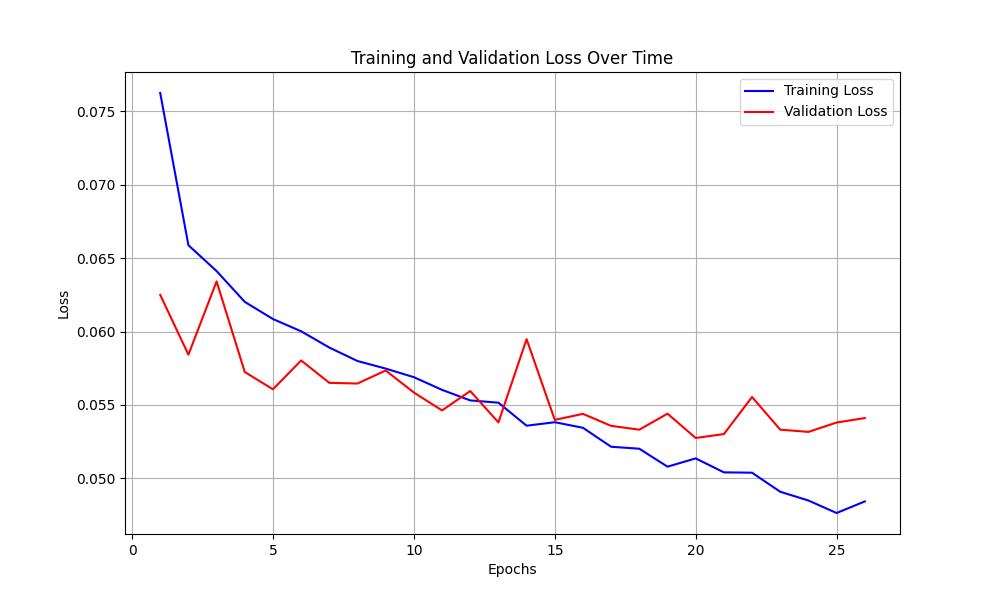 Training and Validation Loss Over Time
Training Loss
Validation Loss
0.075
0.070
0.065
0.060
0.055
0.050
Loss
0
5
10
15
20
25
Epochs